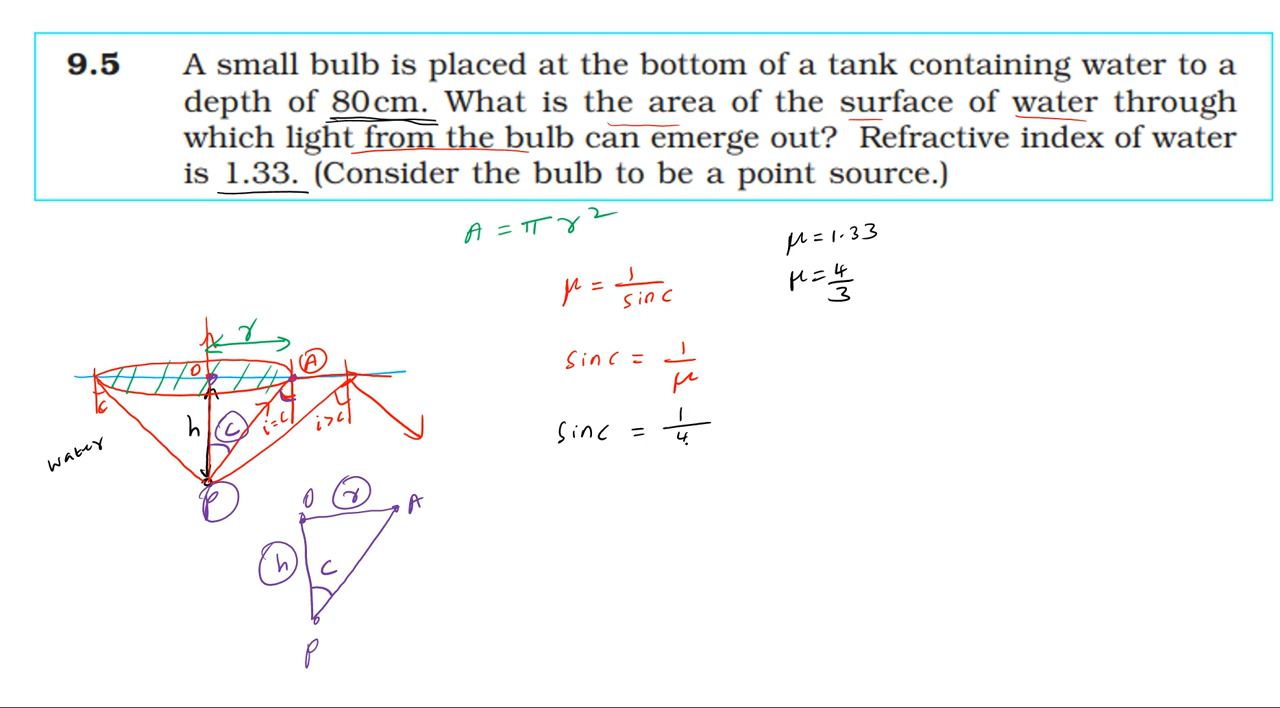 9.5 A small bulb is placed at the bottom of a tank containing water to a
depth of 80cm. What is the area of the surface of water through
which light from the bulb can emerge out? Refractive index of water
is 1.33. (Consider the bulb to be a point source.)
A = πr²
μ = 1.33
μ = 1/sinc
μ = 4/3
r
O
A
sinc = 1/μ
c
h
C
i=c
i>c
water
sinc = 1/4
P
O
r
A
h
C
P